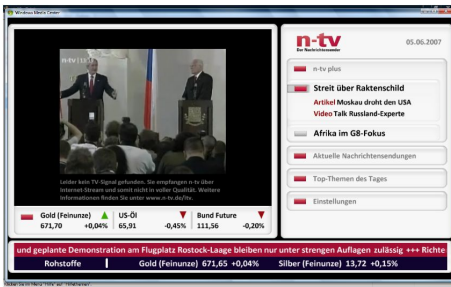 Windows Media Center
n-tv
Der Nachrichtensender
05.06.2007
n-tv
n-tv plus
Streit über Raktenschild
Artikel Moskau droht den USA
Video Talk Russland-Experte
Afrika im G8-Fokus
Aktuelle Nachrichtensendungen
Top-Themen des Tages
Einstellungen
Leider kein TV-Signal gefunden. Sie empfangen n-tv über
Internet-Stream und somit nicht in voller Qualität. Weitere
Informationen finden Sie unter www.n-tv.de/itv.
Gold (Feinunze) US-Öl Bund Future
671,70 +0,04% 65,91 -0,45% 111,56 -0,20%
und geplante Demonstration am Flugplatz Rostock-Laage bleiben nur unter strengen Auflagen zulässig +++ Richte
Rohstoffe Gold (Feinunze) 671,65 +0,04% Silber (Feinunze) 13,72 +0,15%